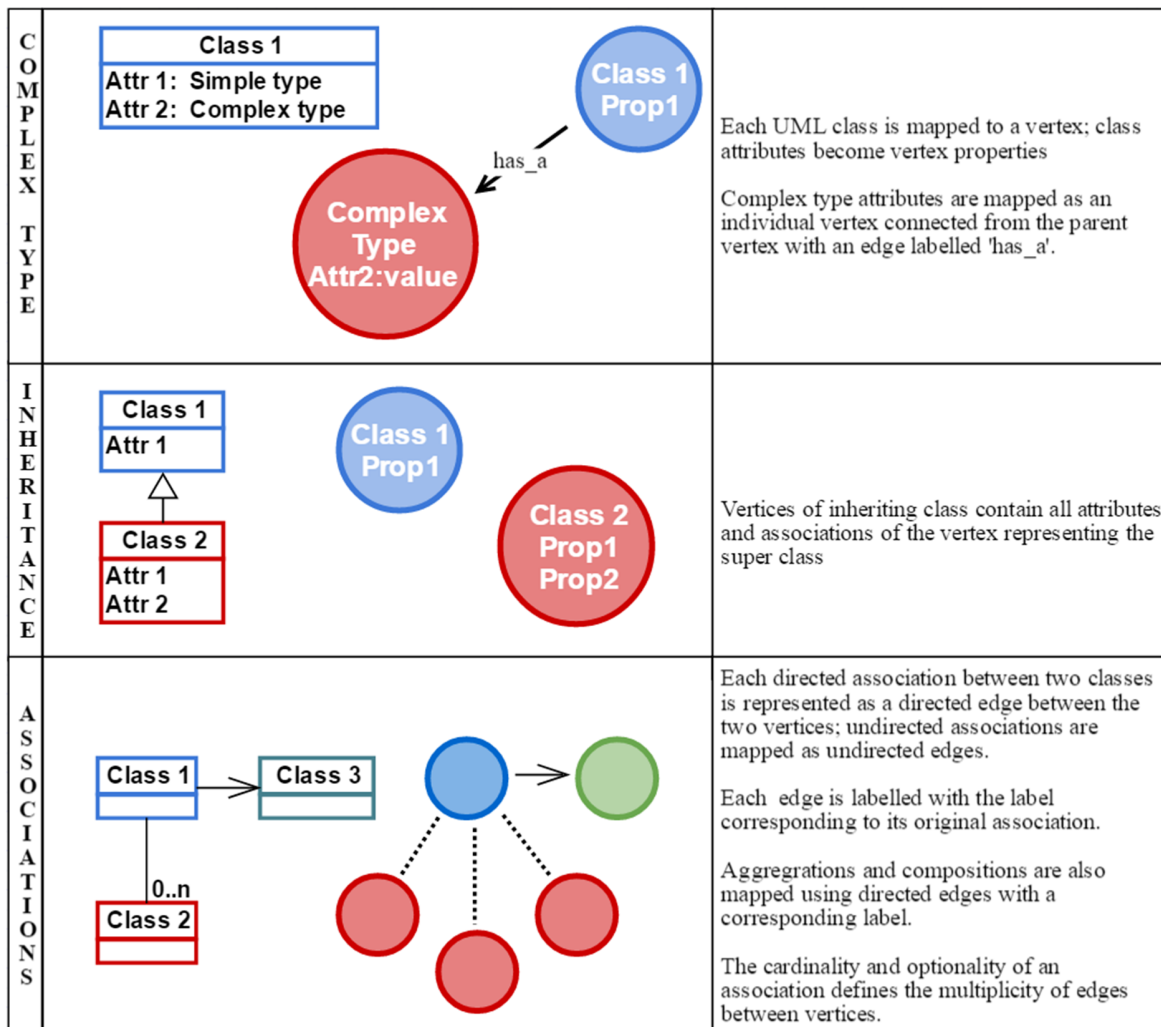 COMPLEX TYPE
Class 1
Attr 1: Simple type
Attr 2: Complex type
Class 1
Prop1
has_a
Complex
Type
Attr2:value
Each UML class is mapped to a vertex; class
attributes become vertex properties
Complex type attributes are mapped as an
individual vertex connected from the parent
vertex with an edge labelled 'has_a'.
INHERITANCE
Class 1
Attr 1
Class 2
Attr 1
Attr 2
Class 1
Prop1
Class 2
Prop1
Prop2
Vertices of inheriting class contain all attributes
and associations of the vertex representing the
super class
ASSOCIATIONS
Class 1
Class 3
0..n
Class 2
Each directed association between two classes
is represented as a directed edge between the
two vertices; undirected associations are
mapped as undirected edges.
Each edge is labelled with the label
corresponding to its original association.
Aggregrations and compositions are also
mapped using directed edges with a
corresponding label.
The cardinality and optionality of an
association defines the multiplicity of edges
between vertices.